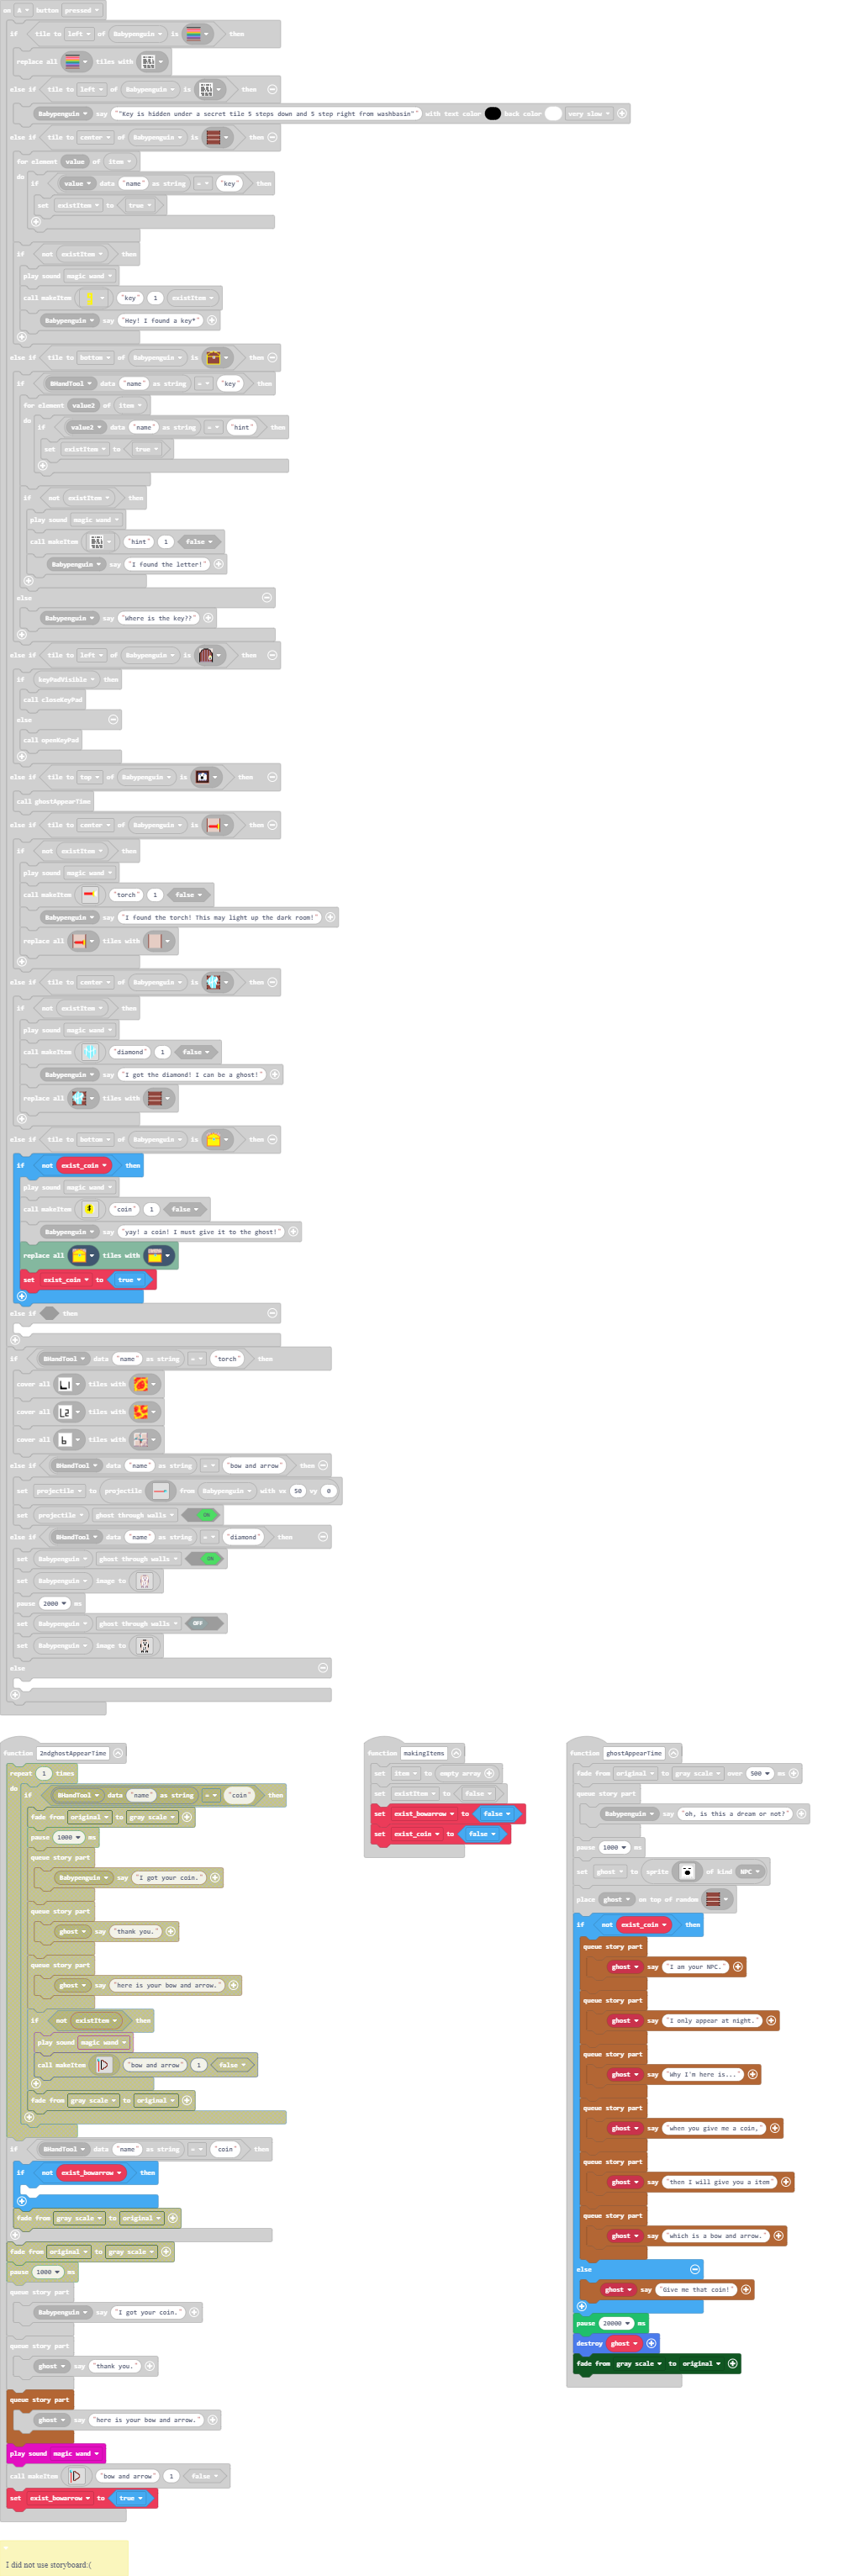 on A button pressed
if tile to left of Babypenguin is then
replace all tiles with
else if tile to left of Babypenguin is then
Babypenguin say ""Key is hidden under a secret tile 5 steps down and 5 step right from washbasin"" with text color back color very slow
else if tile to center of Babypenguin is then
for element value of item
do if value data "name" as string = "key" then
set existItem to true
if not existItem then
play sound magic wand
call makeItem "key" 1 existItem
Babypenguin say "Hey! I found a key*"
else if tile to bottom of Babypenguin is then
if BHandTool data "name" as string = "key" then
for element value2 of item
do if value2 data "name" as string = "hint" then
set existItem to true
if not existItem then
play sound magic wand
call makeItem "hint" 1 false
Babypenguin say "I found the letter!"
else
Babypenguin say "Where is the key??"
else if tile to left of Babypenguin is then
if keyPadVisible then
call closeKeyPad
else
call openKeyPad
else if tile to top of Babypenguin is then
call ghostAppearTime
else if tile to center of Babypenguin is then
if not existItem then
play sound magic wand
call makeItem "torch" 1 false
Babypenguin say "I found the torch! This may light up the dark room!"
replace all tiles with
else if tile to center of Babypenguin is then
if not existItem then
play sound magic wand
call makeItem "diamond" 1 false
Babypenguin say "I got the diamond! I can be a ghost!"
replace all tiles with
else if tile to bottom of Babypenguin is then
if not exist_coin then
play sound magic wand
call makeItem "coin" 1 false
Babypenguin say "yay! a coin! I must give it to the ghost!"
replace all tiles with
set exist_coin to true
else if then
if BHandTool data "name" as string = "torch" then
cover all L1 tiles with
cover all L2 tiles with
cover all b tiles with
else if BHandTool data "name" as string = "bow and arrow" then
set projectile to projectile from Babypenguin with vx 50 vy 0
set projectile ghost through walls ON
else if BHandTool data "name" as string = "diamond" then
set Babypenguin ghost through walls ON
set Babypenguin image to
pause 2000 ms
set Babypenguin ghost through walls OFF
set Babypenguin image to
else
function 2ndghostAppearTime
repeat 1 times
do if BHandTool data "name" as string = "coin" then
fade from original to gray scale
pause 1000 ms
queue story part
Babypenguin say "I got your coin."
queue story part
ghost say "thank you."
queue story part
ghost say "here is your bow and arrow."
if not existItem then
play sound magic wand
call makeItem "bow and arrow" 1 false
fade from gray scale to original
if BHandTool data "name" as string = "coin" then
if not exist_bowarrow then
fade from gray scale to original
fade from original to gray scale
pause 1000 ms
queue story part
Babypenguin say "I got your coin."
queue story part
ghost say "thank you."
queue story part
ghost say "here is your bow and arrow."
play sound magic wand
call makeItem "bow and arrow" 1 false
set exist_bowarrow to true
I did not use storyboard:(
function makingItems
set item to empty array
set existItem to false
set exist_bowarrow to false
set exist_coin to false
function ghostAppearTime
fade from original to gray scale over 500 ms
queue story part
Babypenguin say "oh, is this a dream or not?"
pause 1000 ms
set ghost to sprite of kind NPC
place ghost on top of random
if not exist_coin then
queue story part
ghost say "I am your NPC."
queue story part
ghost say "I only appear at night."
queue story part
ghost say "Why I'm here is..."
queue story part
ghost say "when you give me a coin,"
queue story part
ghost say "then I will give you a item"
queue story part
ghost say "which is a bow and arrow."
else
ghost say "Give me that coin!"
pause 20000 ms
destroy ghost
fade from gray scale to original